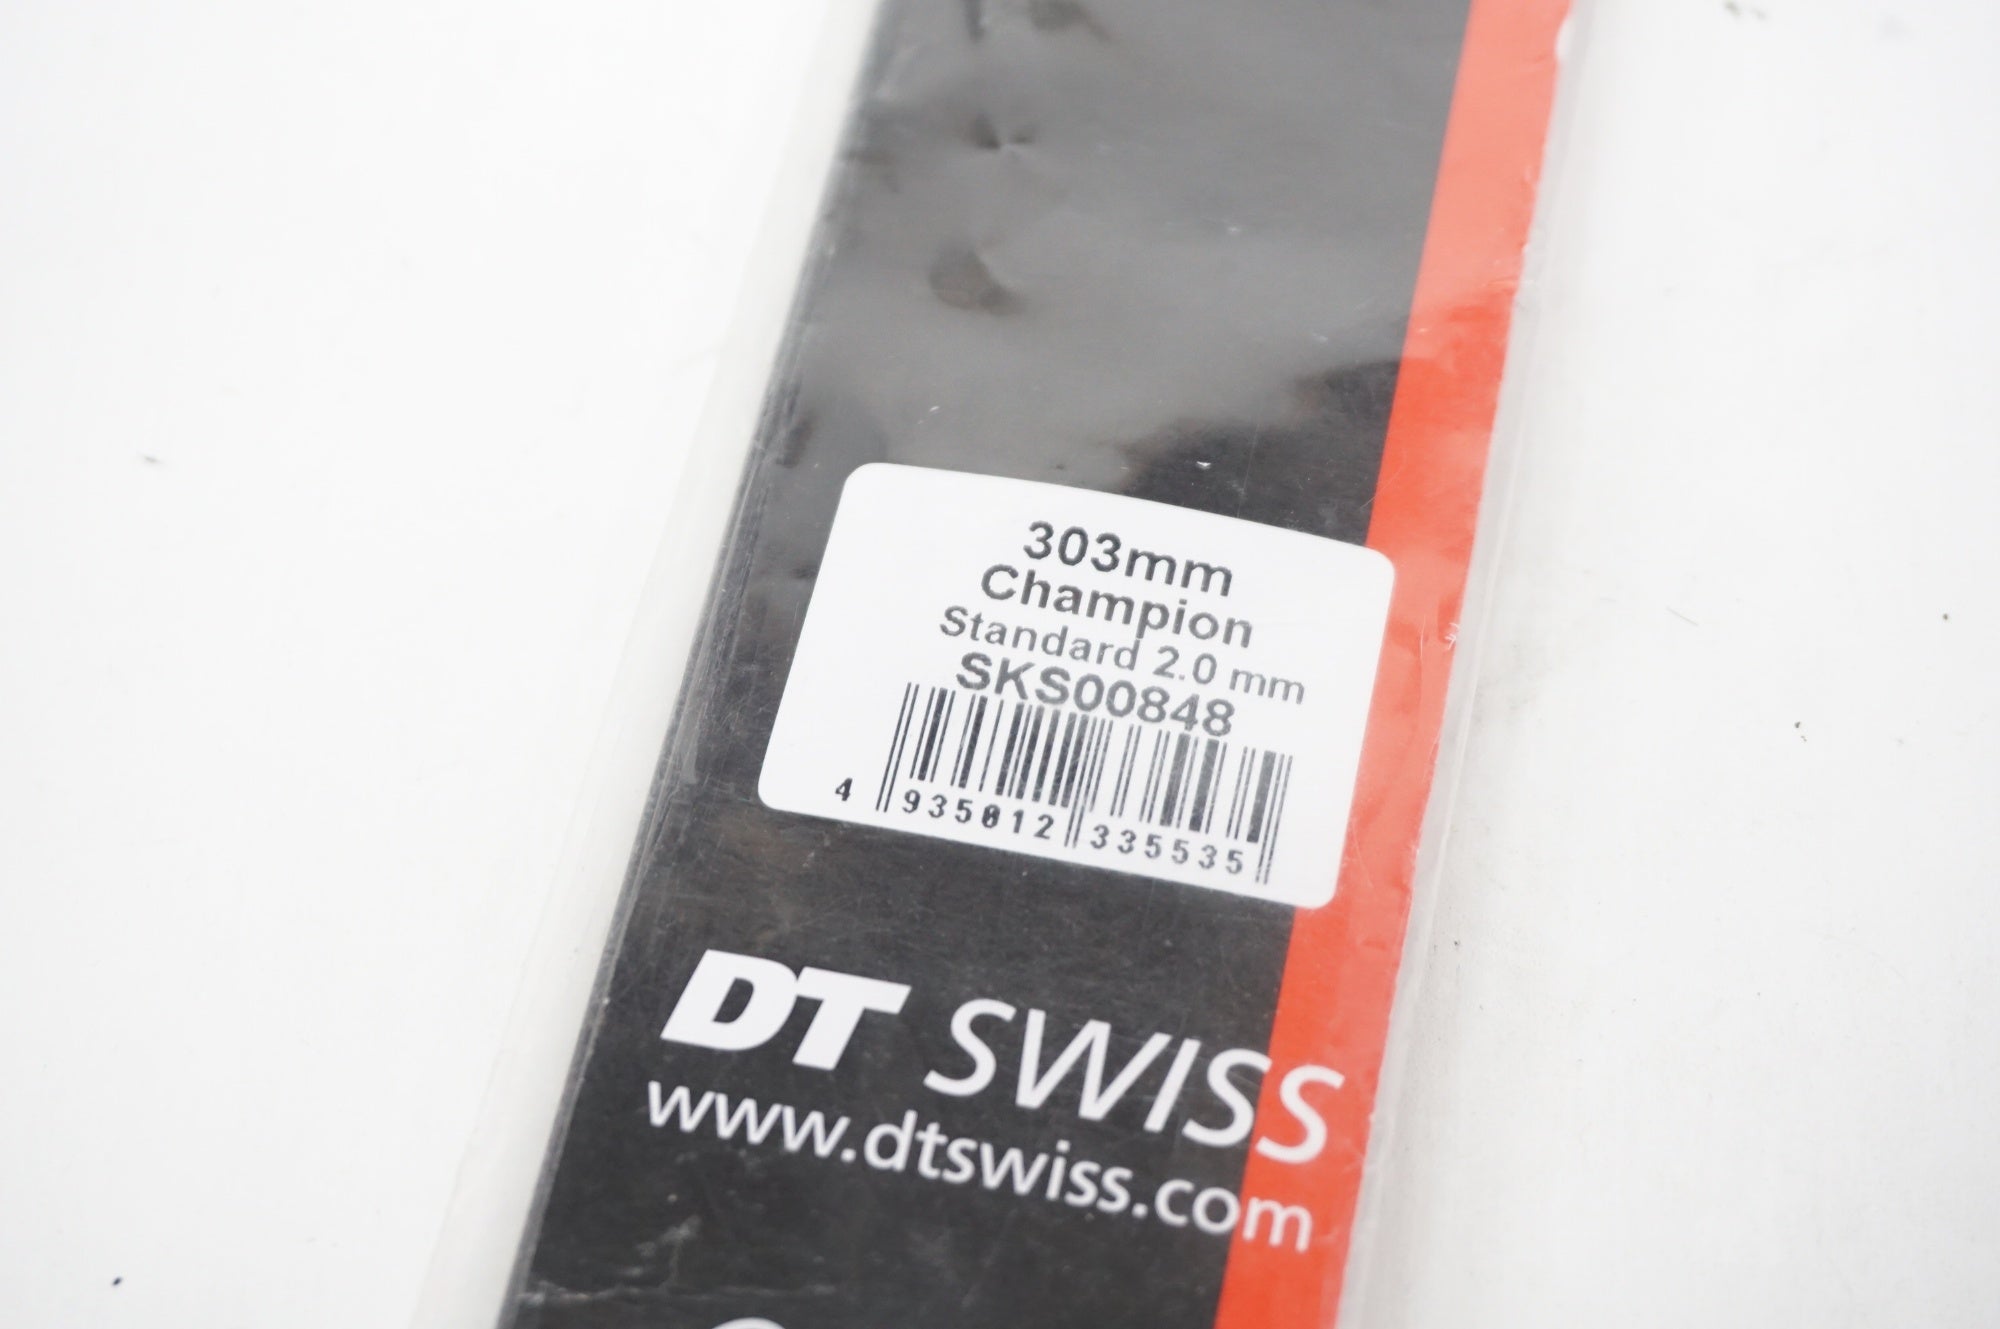 303mm
Champion
Standard 2.0 mm
SKS00848
4 935012 335535
DT SWISS
www.dtswiss.com